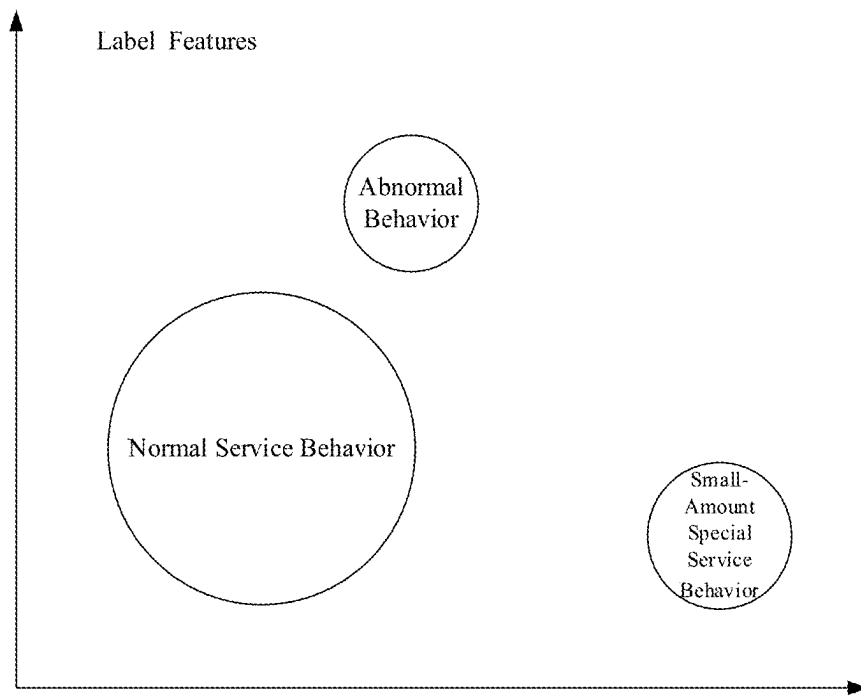 Label Features
Abnormal
Behavior
Normal Service Behavior
Small-
Amount
Special
Service
Behavior